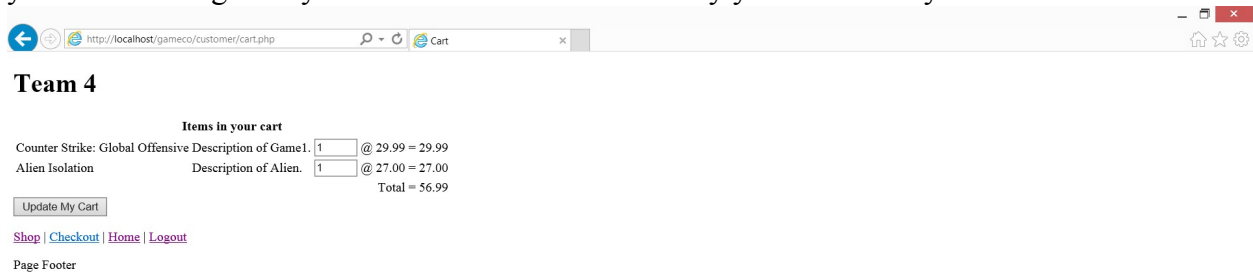 http://localhost/gameco/customer/cart.php Cart
Team 4
Items in your cart
Counter Strike: Global Offensive Description of Game1. 1 @ 29.99 = 29.99
Alien Isolation Description of Alien. 1 @ 27.00 = 27.00
Total = 56.99
Update My Cart
Shop | Checkout | Home | Logout
Page Footer